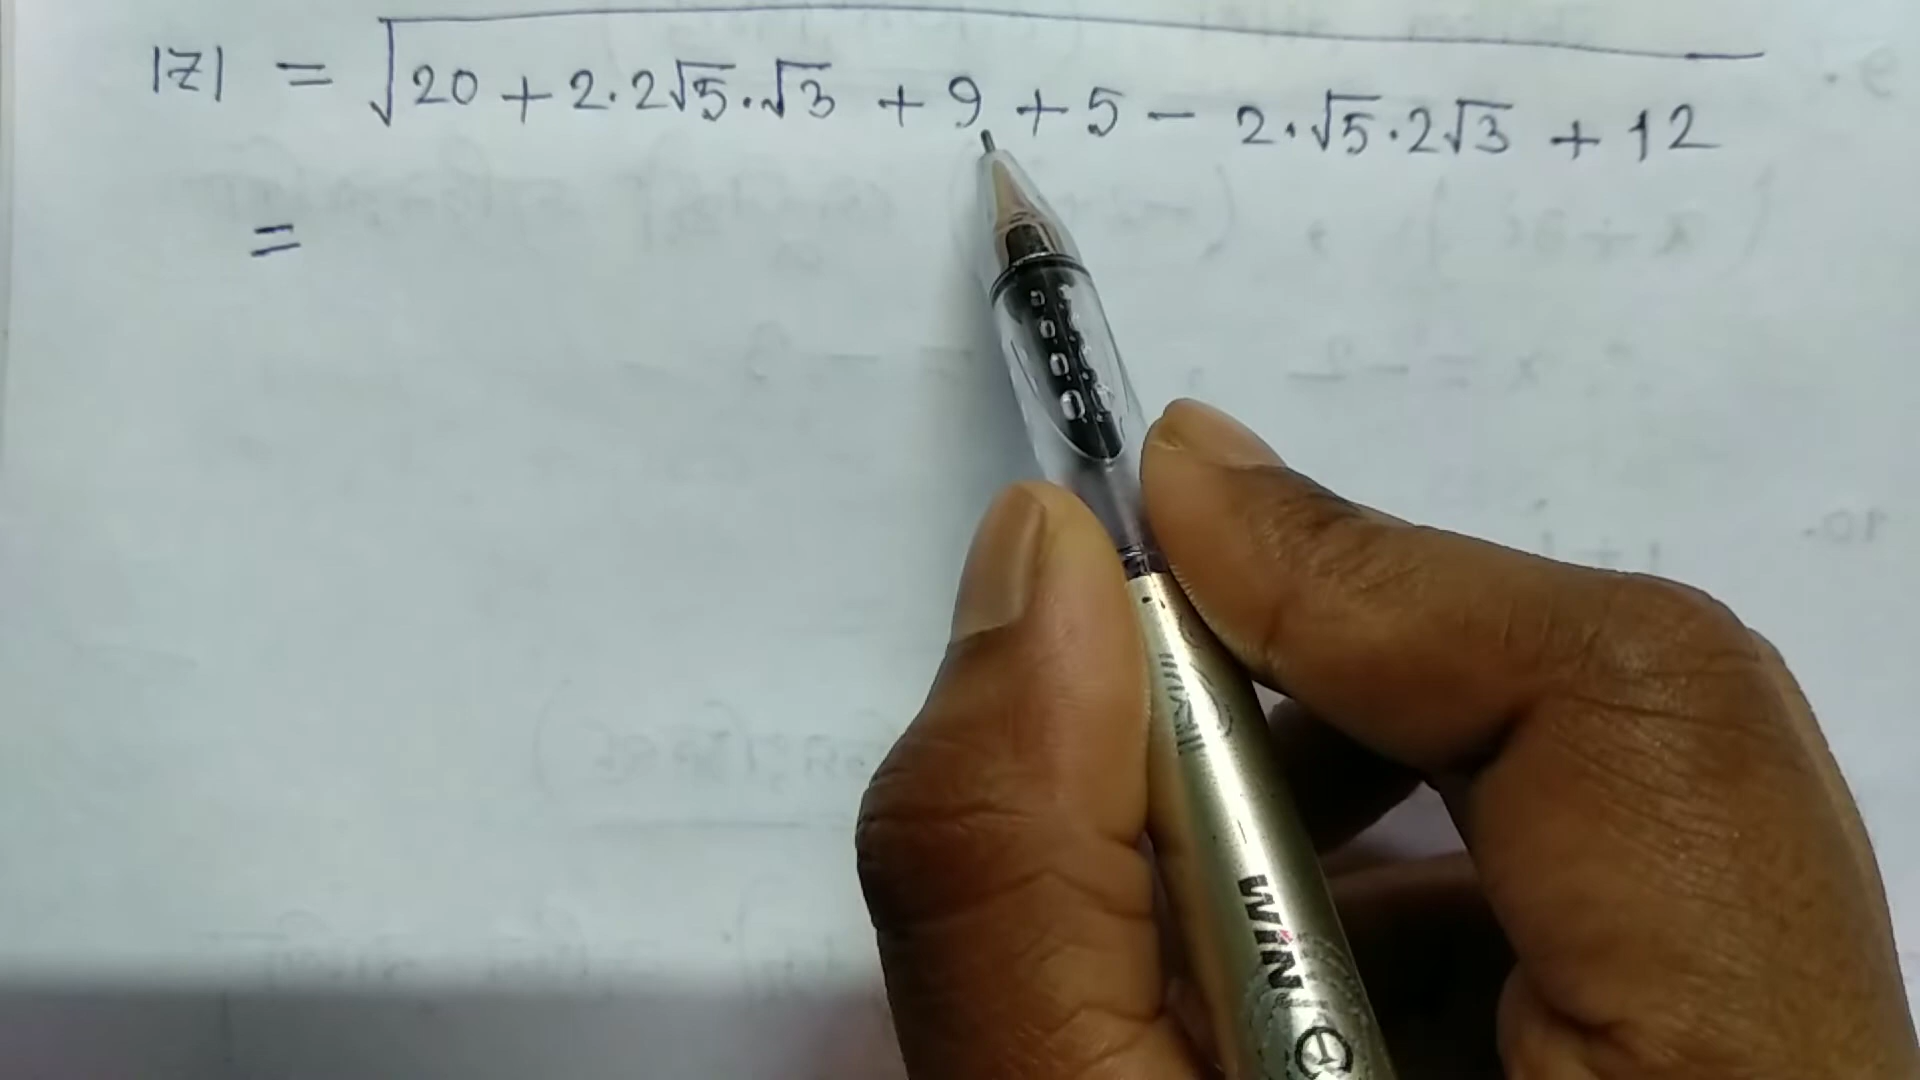 |Z| = √20 + 2.2√5.√3 + 9 + 5 - 2.√5.2√3 + 12
=
WIN